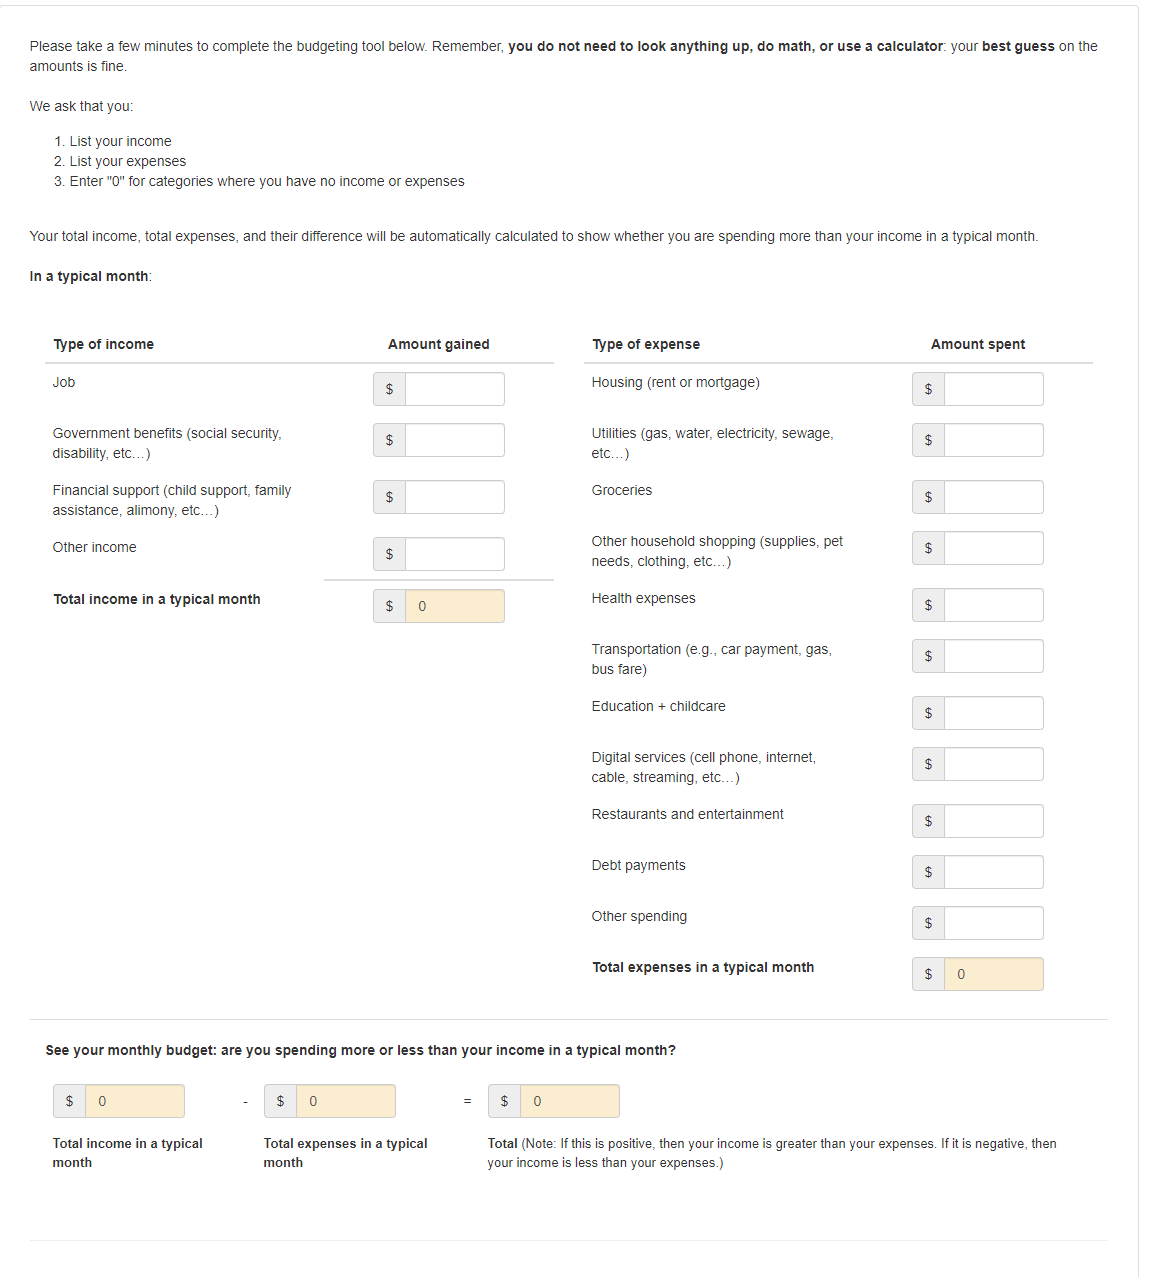 Please take a few minutes to complete the budgeting tool below. Remember, you do not need to look anything up, do math, or use a calculator: your best guess on the
amounts is fine.
We ask that you:
1. List your income
2. List your expenses
3. Enter "0" for categories where you have no income or expenses
Your total income, total expenses, and their difference will be automatically calculated to show whether you are spending more than your income in a typical month.
In a typical month:
Type of income Amount gained
Job $
Government benefits (social security, $
disability, etc...)
Financial support (child support, family $
assistance, alimony, etc...)
Other income $
Total income in a typical month $ 0
Type of expense Amount spent
Housing (rent or mortgage) $
Utilities (gas, water, electricity, sewage, $
etc...)
Groceries $
Other household shopping (supplies, pet $
needs, clothing, etc...)
Health expenses $
Transportation (e.g., car payment, gas, $
bus fare)
Education + childcare $
Digital services (cell phone, internet, $
cable, streaming, etc...)
Restaurants and entertainment $
Debt payments $
Other spending $
Total expenses in a typical month $ 0
See your monthly budget: are you spending more or less than your income in a typical month?
$ 0 - $ 0 = $ 0
Total income in a typical
month
Total expenses in a typical
month
Total (Note: If this is positive, then your income is greater than your expenses. If it is negative, then
your income is less than your expenses.)